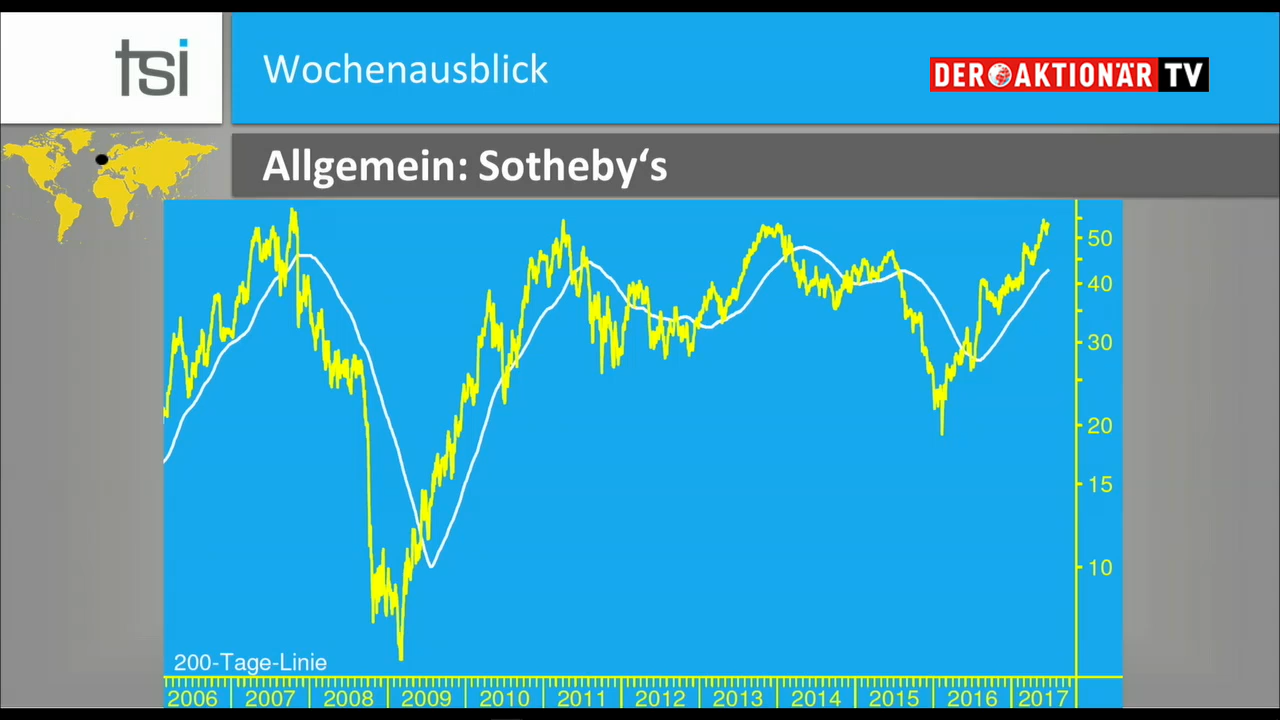 tsi
Wochenausblick
DER AKTIONÄR TV
Allgemein: Sotheby‘s
50
40
30
20
15
10
200-Tage-Linie
2006 2007 2008 2009 2010 2011 2012 2013 2014 2015 2016 2017